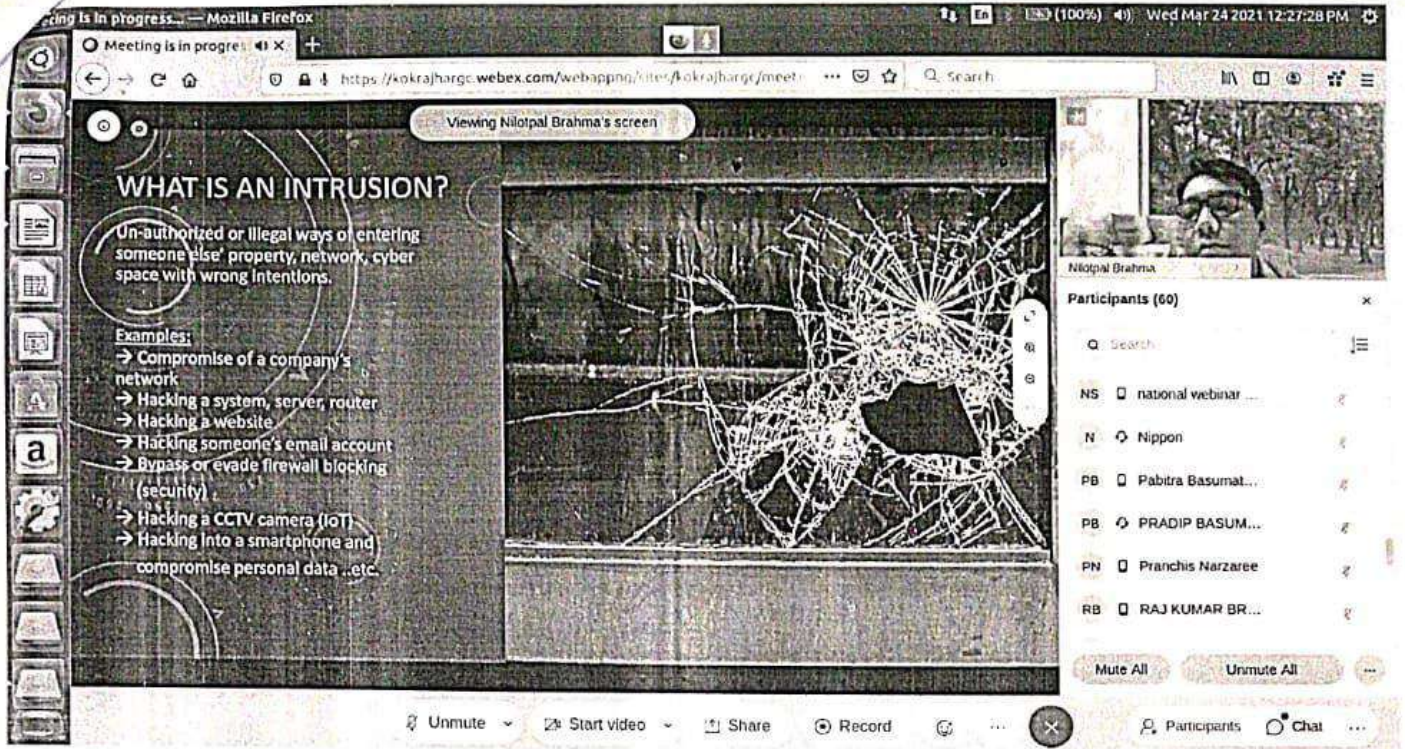 Is in progress... — Mozilla Firefox
En (100%) Wed Mar 24 2021 12:27:28 PM
Meeting is in progres
https://kokrajhargc.webex.com/webappng/sites/kokrajhargc/meet
Search
Viewing Nilotpal Brahma's screen
WHAT IS AN INTRUSION?
Un-authorized or illegal ways of entering
someone else' property, network, cyber
space with wrong intentions.
Examples:
→ Compromise of a company's
network
→ Hacking a system, server, router
→ Hacking a website
→ Hacking someone's email account
→ Bypass or evade firewall blocking
(security)
→ Hacking a CCTV camera (IoT)
→ Hacking into a smartphone and
compromise personal data ..etc.
Nilotpal Brahma
Participants (60)
Search
NS national webinar ...
N Nippon
PB Pabitra Basumat...
PB PRADIP BASUM...
PN Pranchis Narzaree
RB RAJ KUMAR BR...
Mute All Unmute All
Unmute Start video Share Record Participants Chat